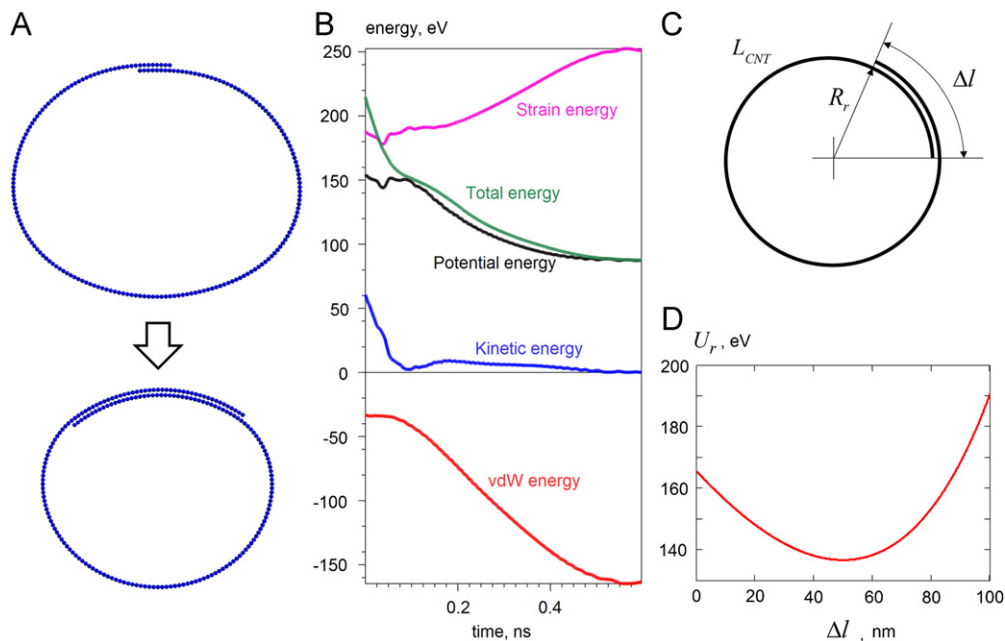 A
B
energy, eV
250
200
150
100
50
0
-50
-100
-150
Strain energy
Total energy
Potential energy
Kinetic energy
vdW energy
0.2
0.4
time, ns
C
L_CNT
R_r
Δl
D
U_r , eV
200
180
160
140
0
20
40
60
80
100
Δl , nm